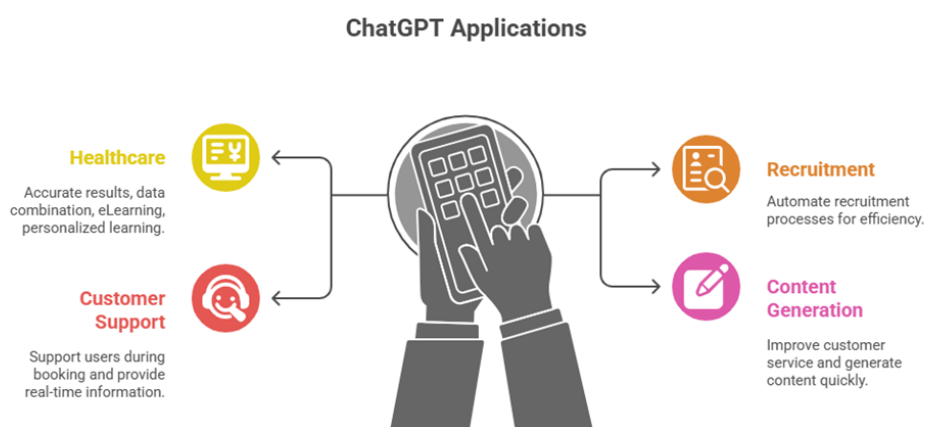 ChatGPT Applications
Healthcare
Accurate results, data
combination, eLearning,
personalized learning.
Customer
Support
Support users during
booking and provide
real-time information.
Recruitment
Automate recruitment
processes for efficiency.
Content
Generation
Improve customer
service and generate
content quickly.